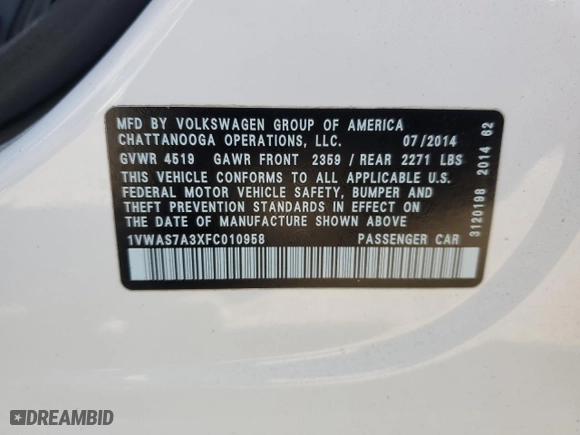 MFD BY VOLKSWAGEN GROUP OF AMERICA
CHATTANOOGA OPERATIONS, LLC. 07/2014
GVWR 4519 GAWR FRONT 2359 / REAR 2271 LBS
THIS VEHICLE CONFORMS TO ALL APPLICABLE U.S.
FEDERAL MOTOR VEHICLE SAFETY, BUMPER AND
THEFT PREVENTION STANDARDS IN EFFECT ON
THE DATE OF MANUFACTURE SHOWN ABOVE
1VWAS7A3XFC010958 PASSENGER CAR
3120198 2014 62
DREAMBID